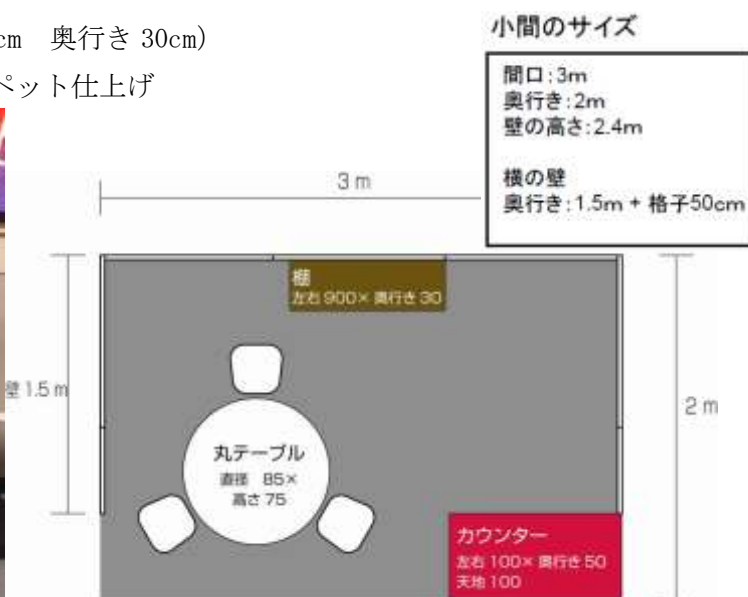 cm 奥行き 30cm)
ペット仕上げ
小間のサイズ
間口:3m
奥行き:2m
壁の高さ:2.4m
横の壁
奥行き:1.5m + 格子50cm
3 m
棚
左右 900× 奥行き 30
壁 1.5 m
2 m
丸テーブル
直径 85×
高さ 75
カウンター
左右 100× 奥行き 50
天地 100